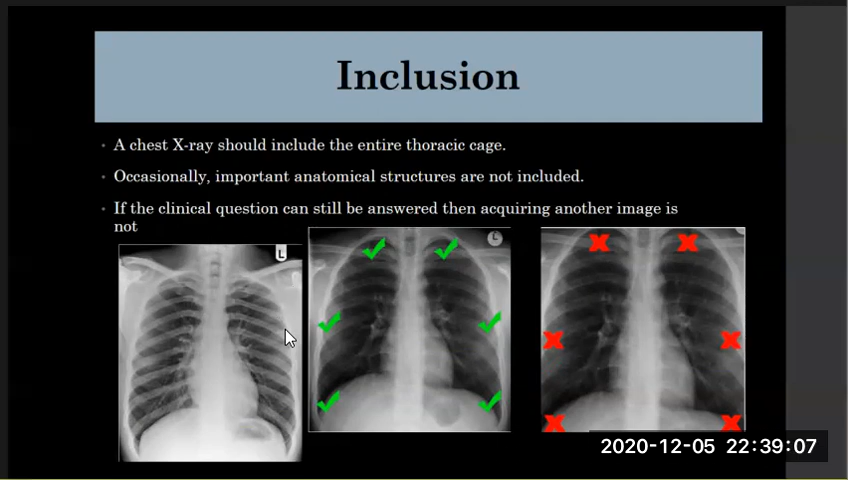 Inclusion
A chest X-ray should include the entire thoracic cage.
Occasionally, important anatomical structures are not included.
If the clinical question can still be answered then acquiring another image is
not
L
L
2020-12-05 22:39:07